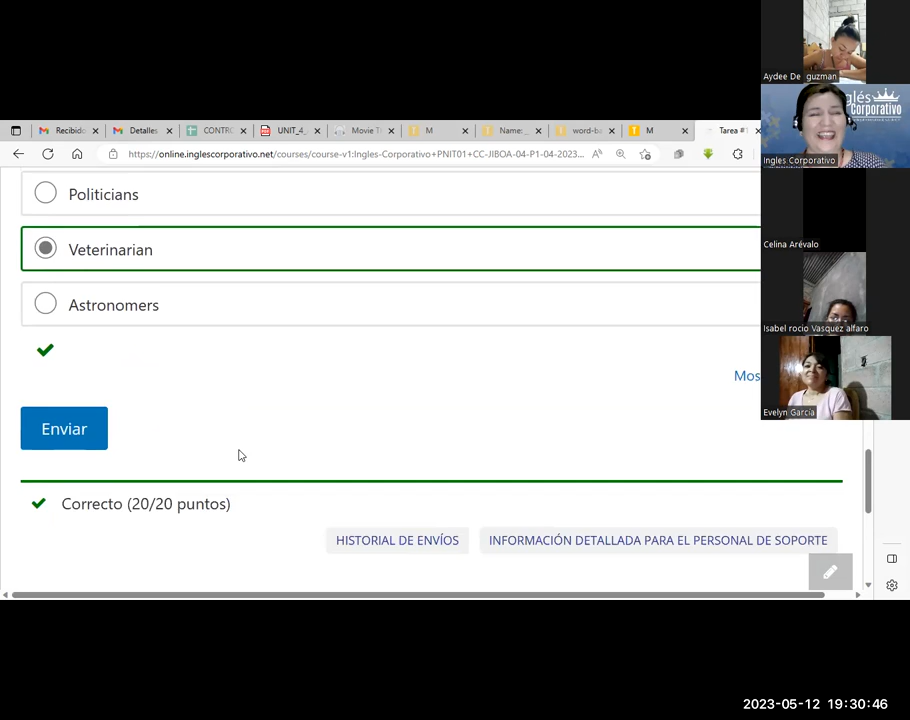 Aydee De guzman
Inglés
Corporativo
Ingles Corporativo
Recibido
Detalles
CONTRO
UNIT_4_
Movie T
M
Name: _
word-ba
M
Tarea #1
https://online.inglescorporativo.net/courses/course-v1:Ingles-Corporativo+PNIT01+CC-JIBOA-04-P1-04-2023...
Politicians
Celina Arévalo
Veterinarian
Astronomers
Isabel rocio Vasquez alfaro
Mos
Evelyn García
Enviar
Correcto (20/20 puntos)
HISTORIAL DE ENVÍOS
INFORMACIÓN DETALLADA PARA EL PERSONAL DE SOPORTE
2023-05-12 19:30:46